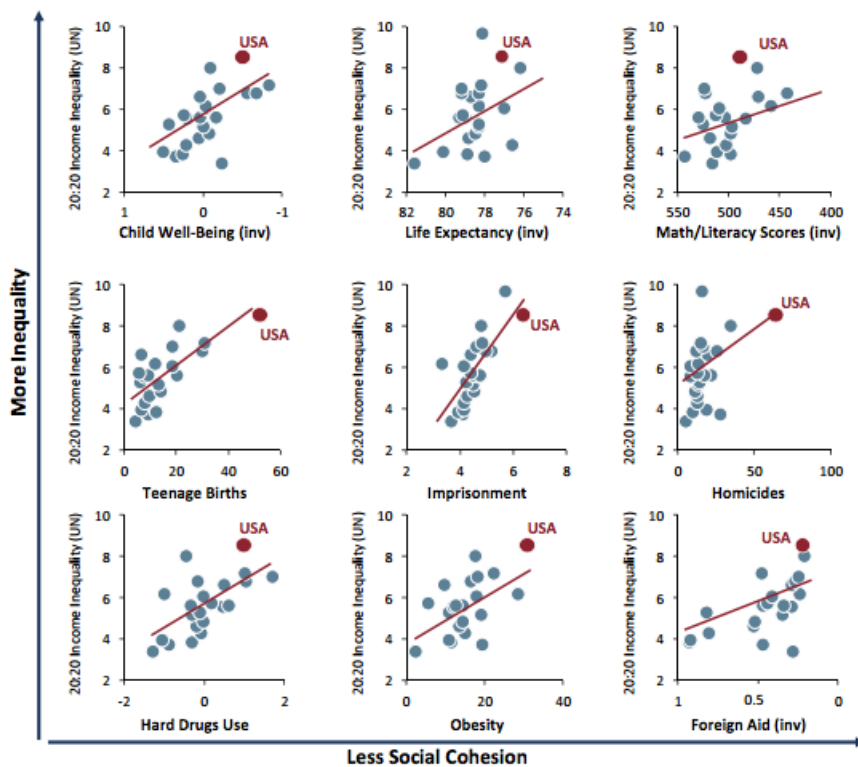 More Inequality
20:20 Income Inequality (UN)
10
8
6
4
2
USA
1
0
-1
Child Well-Being (inv)
20:20 Income Inequality (UN)
10
8
6
4
2
USA
82
80
78
76
74
Life Expectancy (inv)
20:20 Income Inequality (UN)
10
8
6
4
2
USA
550
500
450
400
Math/Literacy Scores (inv)
20:20 Income Inequality (UN)
10
8
6
4
2
USA
0
20
40
60
Teenage Births
20:20 Income Inequality (UN)
10
8
6
4
2
USA
2
4
6
8
Imprisonment
20:20 Income Inequality (UN)
10
8
6
4
2
USA
0
50
100
Homicides
20:20 Income Inequality (UN)
10
8
6
4
2
USA
-2
0
2
Hard Drugs Use
20:20 Income Inequality (UN)
10
8
6
4
2
USA
0
20
40
Obesity
20:20 Income Inequality (UN)
10
8
6
4
2
USA
1
0.5
0
Foreign Aid (inv)
Less Social Cohesion